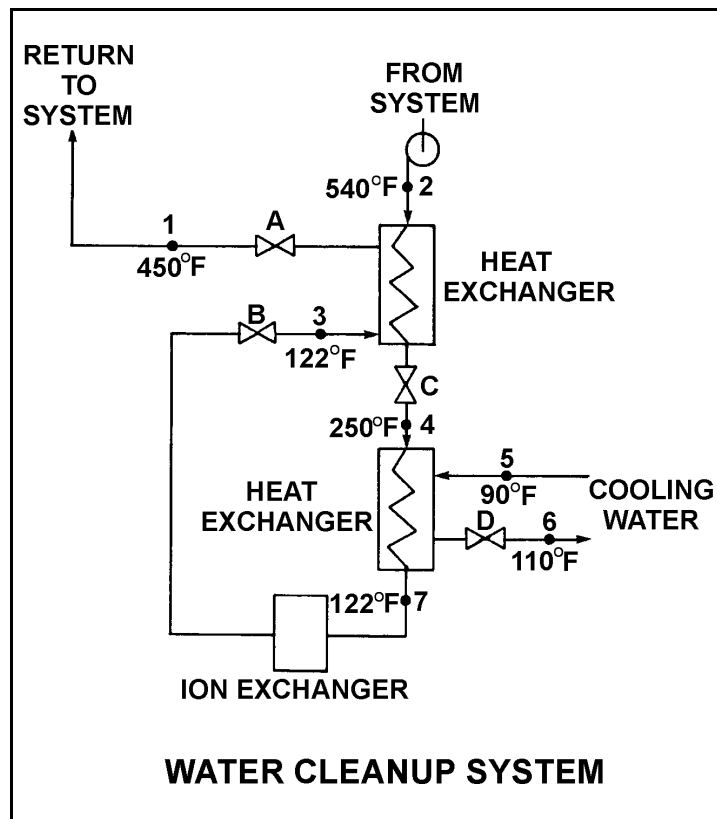 RETURN
TO
SYSTEM
FROM
SYSTEM
540°F 2
1
A
450°F
HEAT
EXCHANGER
B
3
122°F
C
250°F 4
HEAT
EXCHANGER
5
90°F
COOLING
WATER
D
6
110°F
122°F 7
ION EXCHANGER
WATER CLEANUP SYSTEM